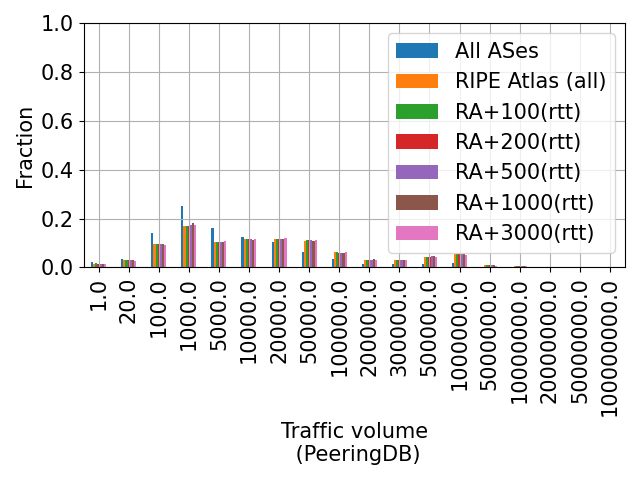 1.0
0.8
0.6
0.4
0.2
0.0
Fraction
All ASes
RIPE Atlas (all)
RA+100(rtt)
RA+200(rtt)
RA+500(rtt)
RA+1000(rtt)
RA+3000(rtt)
1.0
20.0
100.0
1000.0
5000.0
10000.0
20000.0
50000.0
100000.0
200000.0
300000.0
500000.0
1000000.0
5000000.0
10000000.0
20000000.0
50000000.0
100000000.0
Traffic volume
(PeeringDB)